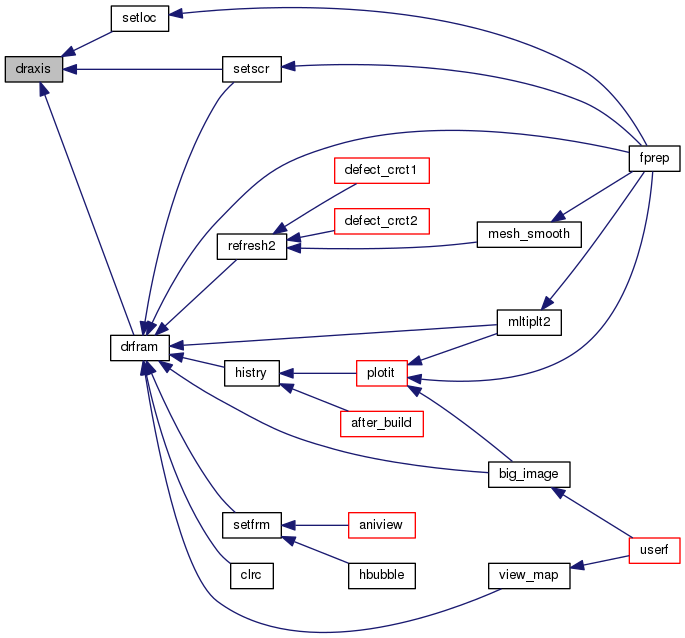 setloc
draxis
setscr
fprep
defect_crct1
defect_crct2
mesh_smooth
refresh2
mltiplt2
drfram
histry
plotit
after_build
big_image
setfrm
aniview
userf
clrc
hbubble
view_map